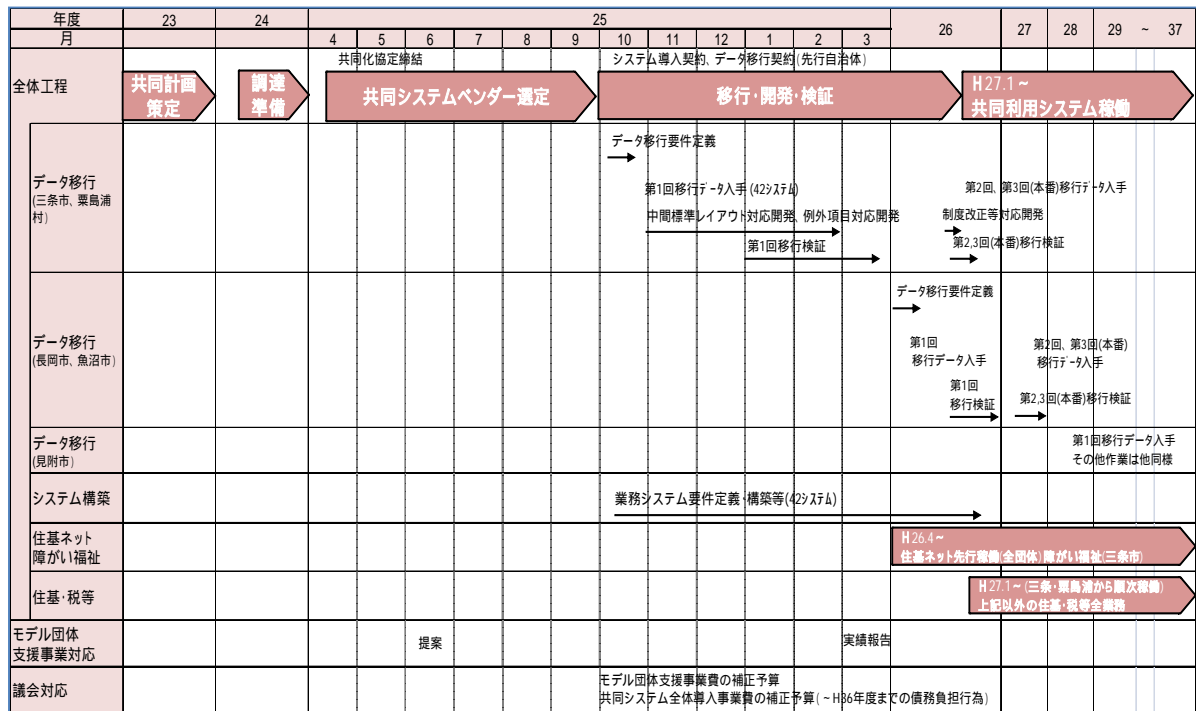 年度 23 24 25 26 27 28 29 ~ 37
月 4 5 6 7 8 9 10 11 12 1 2 3
共同化協定締結 システム導入契約、データ移行契約(先行自治体)
全体工程
共同計画
策定
調達
準備
共同システムベンダー選定
移行・開発・検証
H27.1~
共同利用システム稼働
データ移行
(三条市、粟島浦
村)
データ移行要件定義
第1回移行データ入手(42システム)
中間標準レイアウト対応開発、例外項目対応開発
第1回移行検証
第2回、第3回(本番)移行データ入手
制度改正等対応開発
第2,3回(本番)移行検証
データ移行
(長岡市、魚沼市)
データ移行要件定義
第1回
移行データ入手
第1回
移行検証
第2回、第3回(本番)
移行データ入手
第2,3回(本番)移行検証
データ移行
(見附市)
第1回移行データ入手
その他作業は他同様
システム構築
業務システム要件定義・構築等(42システム)
住基ネット
障がい福祉
H26.4~
住基ネット先行稼働(全団体)障がい福祉(三条市)
住基・税等
H27.1~(三条・粟島浦から順次稼働)
上記以外の住基・税等全業務
モデル団体
支援事業対応
提案
実績報告
議会対応
モデル団体支援事業費の補正予算
共同システム全体導入事業費の補正予算(~H36年度までの債務負担行為)